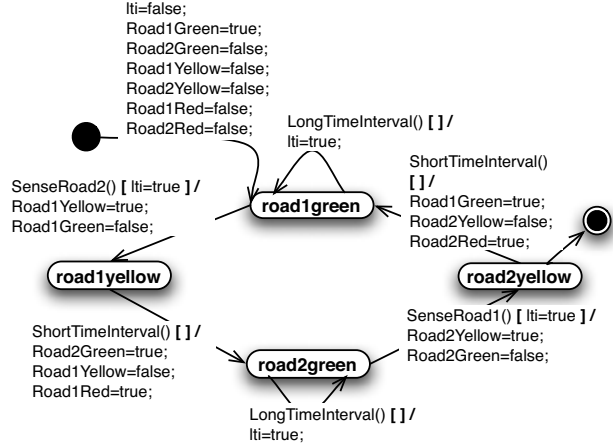 lti=false;
Road1Green=true;
Road2Green=false;
Road1Yellow=false;
Road2Yellow=false;
Road1Red=false;
Road2Red=false;
LongTimeInterval() [ ] /
lti=true;
ShortTimeInterval()
[ ] /
Road1Green=true;
Road2Yellow=false;
Road2Red=true;
SenseRoad2() [ lti=true ] /
Road1Yellow=true;
Road1Green=false;
road1green
road1yellow
road2yellow
ShortTimeInterval() [ ] /
Road2Green=true;
Road1Yellow=false;
Road1Red=true;
SenseRoad1() [ lti=true ] /
Road2Yellow=true;
Road2Green=false;
road2green
LongTimeInterval() [ ] /
lti=true;